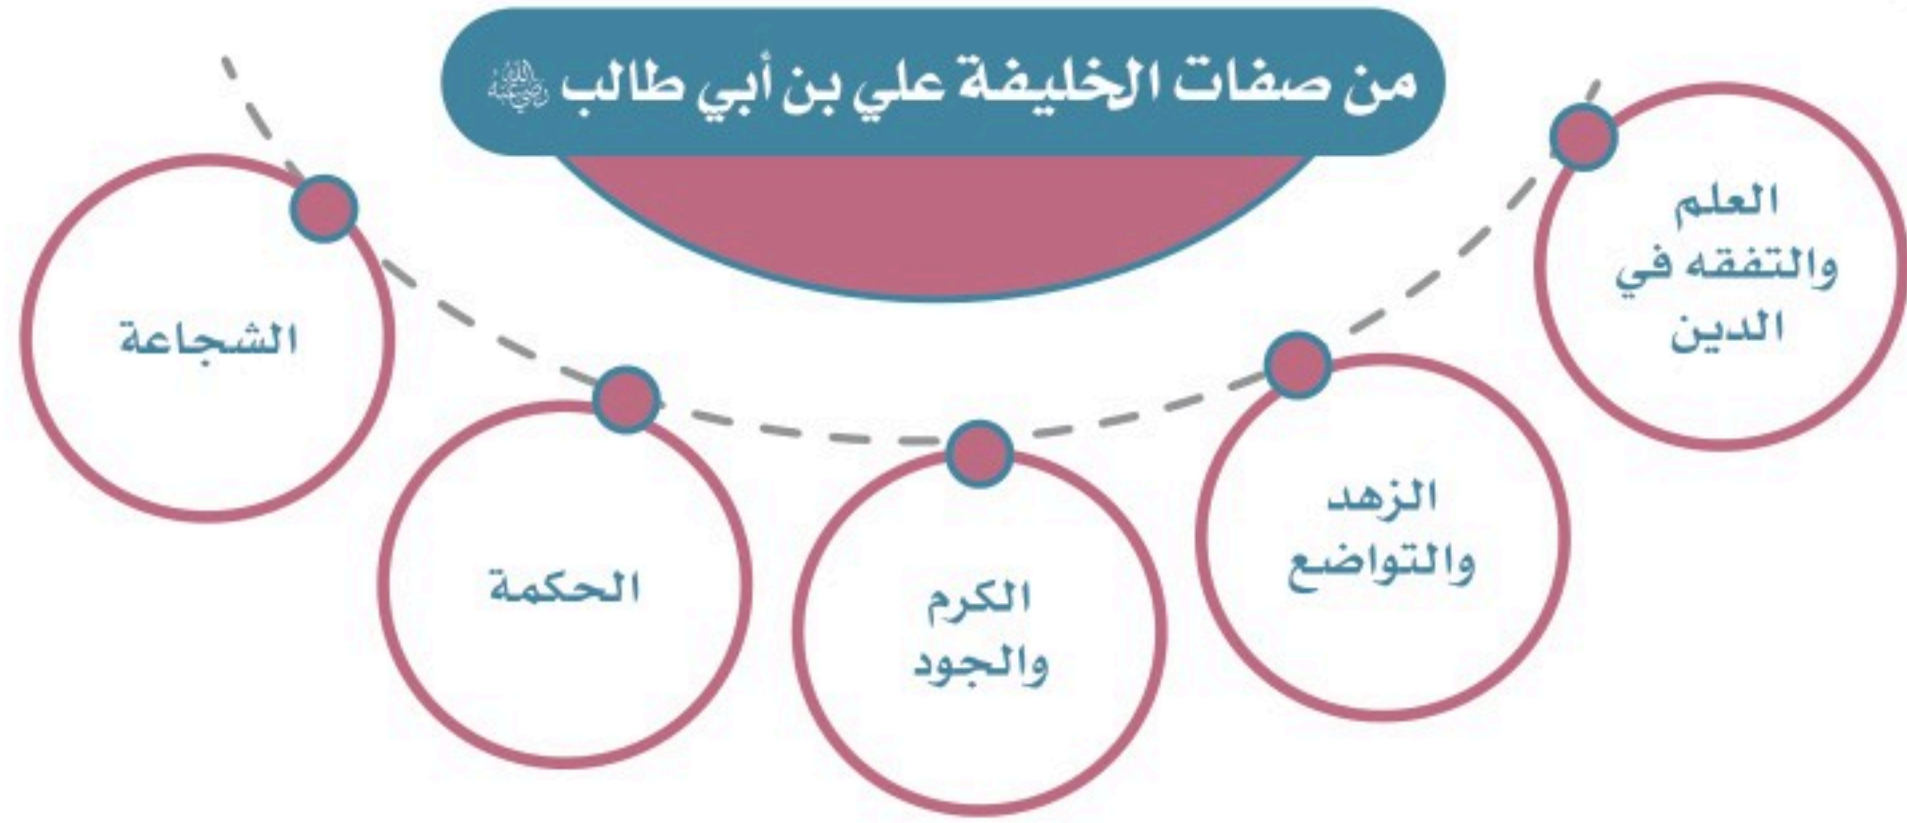 من صفات الخليفة علي بن أبي طالب رضي الله عنه
العلم
والتفقه في
الدين
الزهد
والتواضع
الكرم
والجود
الحكمة
الشجاعة